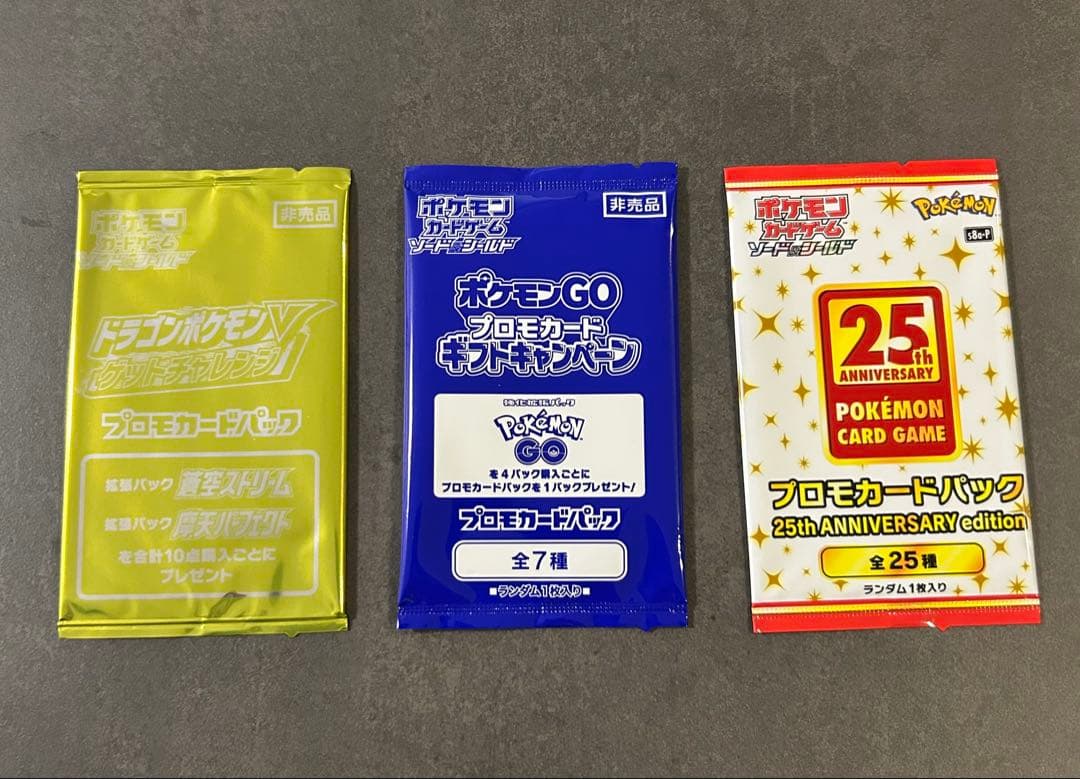 ポケモン
カードゲーム
ソード&シールド
非売品
ドラゴンポケモンV
ゲットチャレンジ
プロモカードパック
拡張パック 蒼空ストリーム
拡張パック 摩天パーフェクト
を合計10点購入ごとに
プレゼント
ポケモン
カードゲーム
ソード&シールド
非売品
ポケモンGO
プロモカード
ギフトキャンペーン
強化拡張パック
POKÉMON
GO
を4パック購入ごとに
プロモカードパックを1パックプレゼント!
プロモカードパック
全7種
■ランダム1枚入り■
ポケモン
カードゲーム
ソード&シールド
POKÉMON
s8a-P
25th
ANNIVERSARY
POKÉMON
CARD GAME
プロモカードパック
25th ANNIVERSARY edition
全25種
ランダム1枚入り